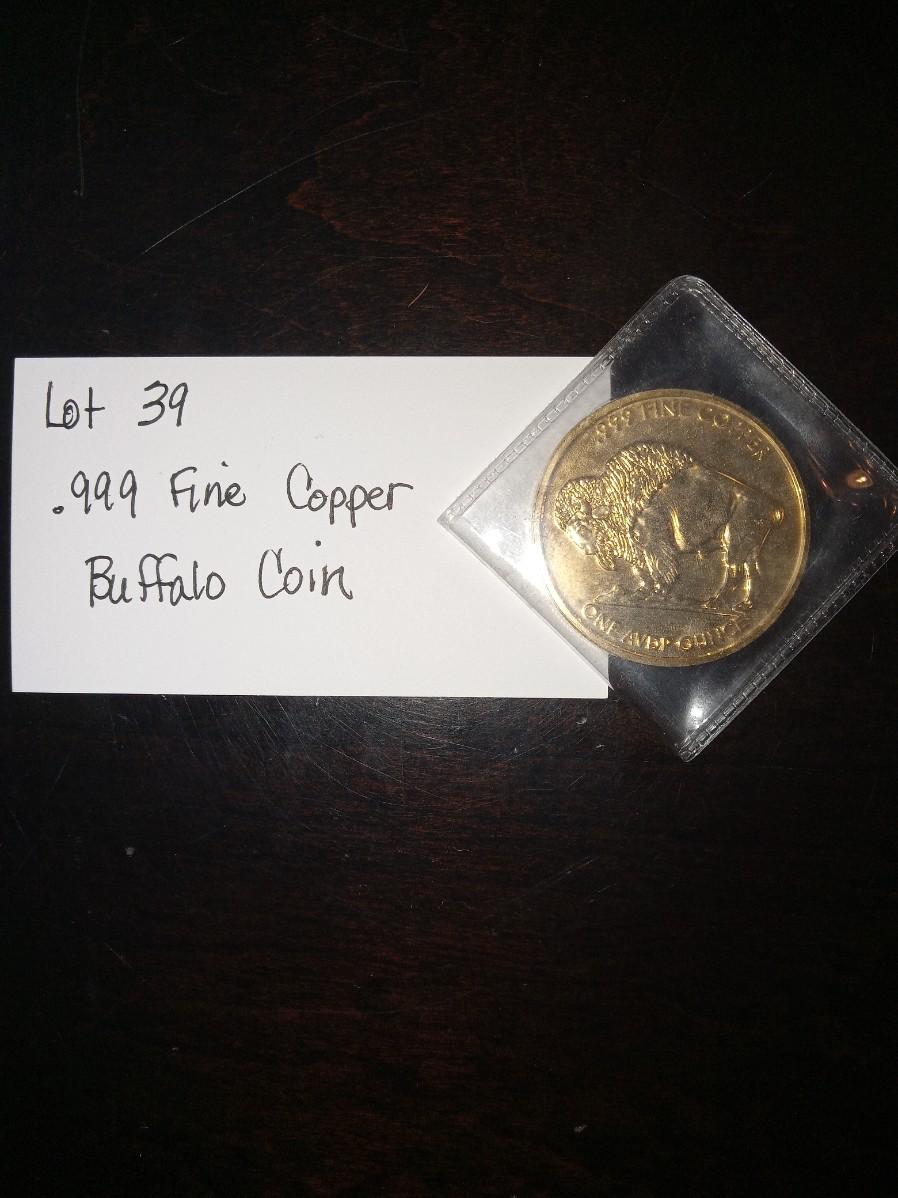 Lot 39
.999 Fine Copper
Buffalo Coin
.999 FINE COPPER
ONE AVDP OUNCE